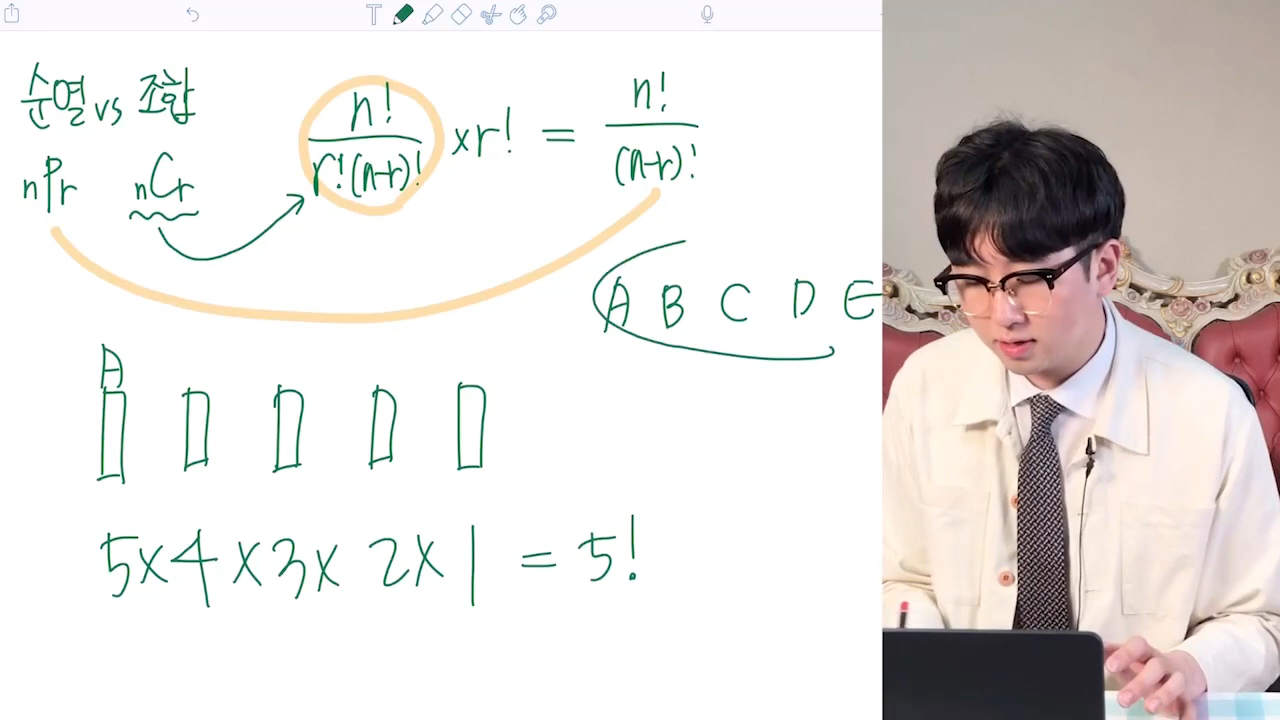 순열 vs 조합
nPr nCr
n! / r!(n-r)! × r! = n! / (n-r)!
A B C D E
A
5 × 4 × 3 × 2 × 1 = 5!